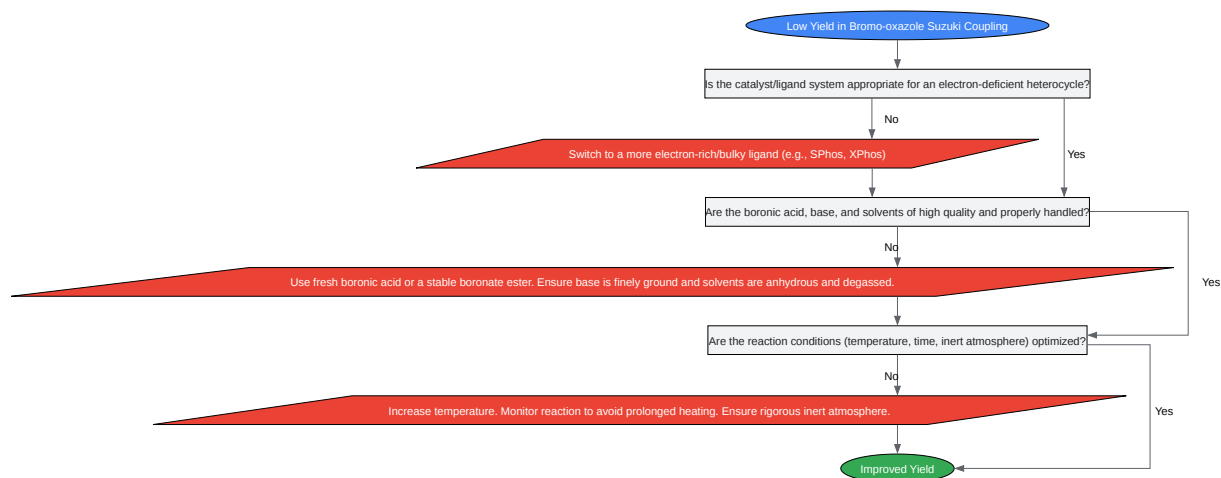 Low Yield in Bromo-oxazole Suzuki Coupling
Is the catalyst/ligand system appropriate for an electron-deficient heterocycle?
No
Yes
Switch to a more electron-rich/bulky ligand (e.g., SPhos, XPhos)
Are the boronic acid, base, and solvents of high quality and properly handled?
No
Yes
Use fresh boronic acid or a stable boronate ester. Ensure base is finely ground and solvents are anhydrous and degassed.
Are the reaction conditions (temperature, time, inert atmosphere) optimized?
No
Yes
Increase temperature. Monitor reaction to avoid prolonged heating. Ensure rigorous inert atmosphere.
Improved Yield